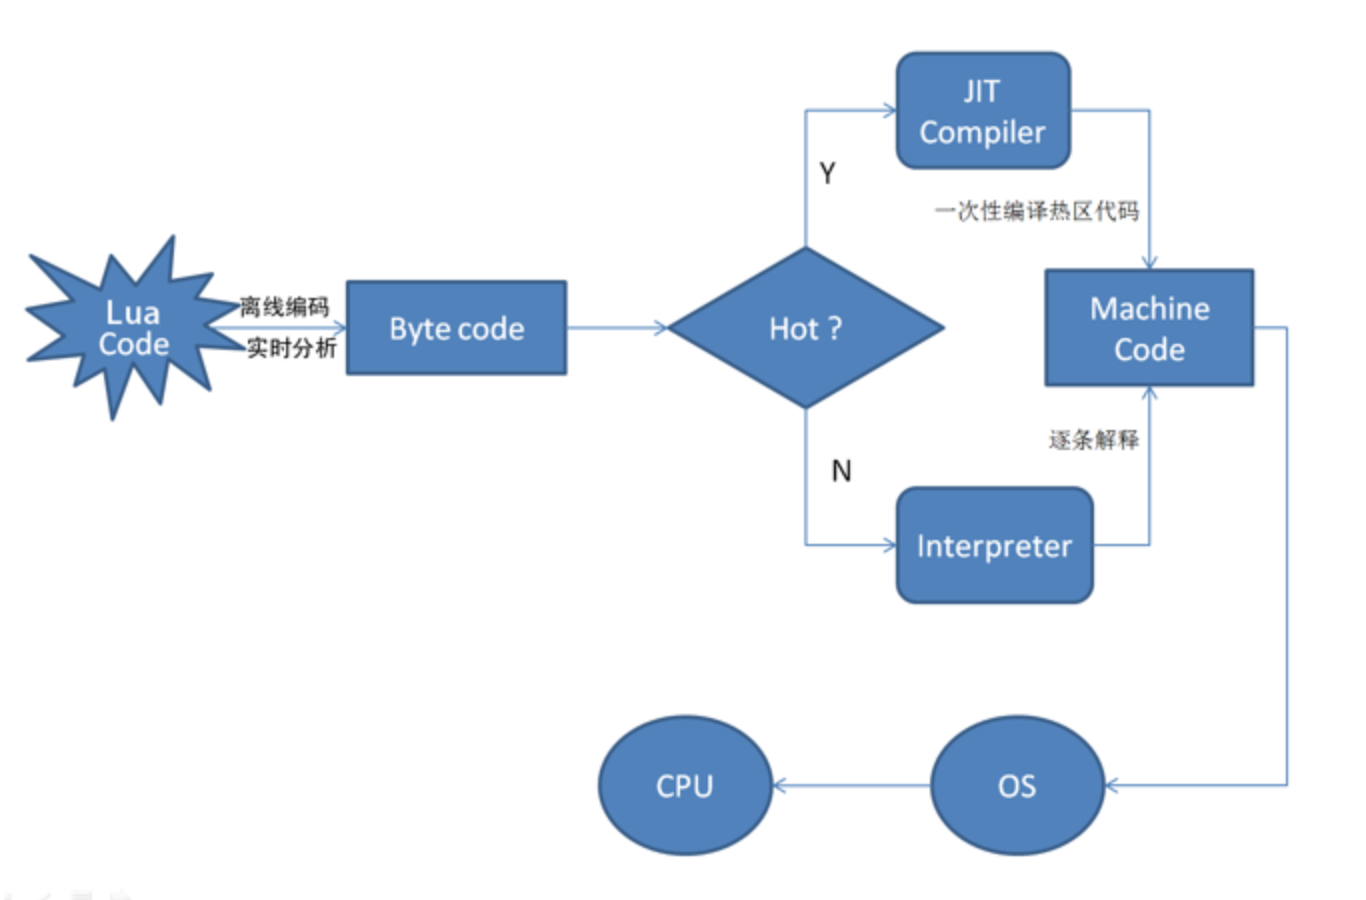 Lua
Code
离线编码
实时分析
Byte code
Hot ?
Y
JIT
Compiler
一次性编译热区代码
Machine
Code
逐条解释
N
Interpreter
OS
CPU